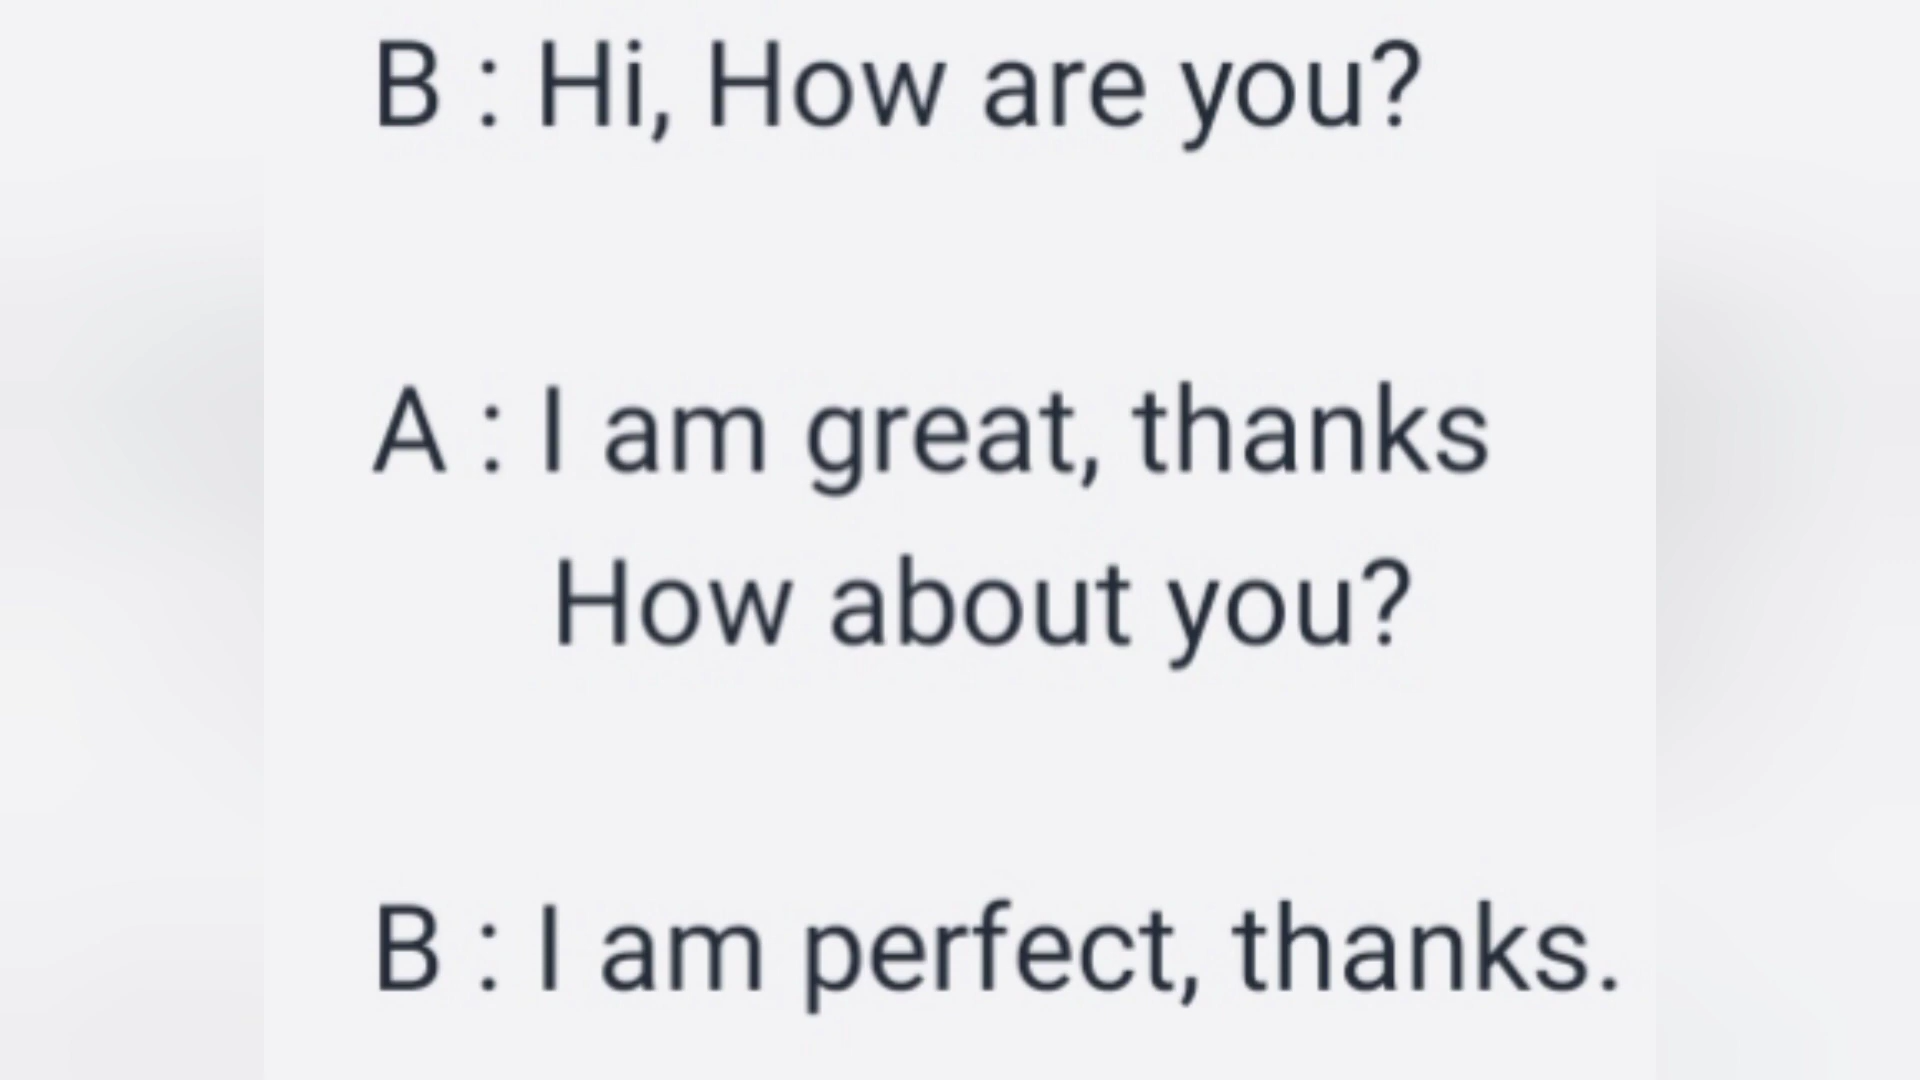 B : Hi, How are you?
A : I am great, thanks
How about you?
B : I am perfect, thanks.